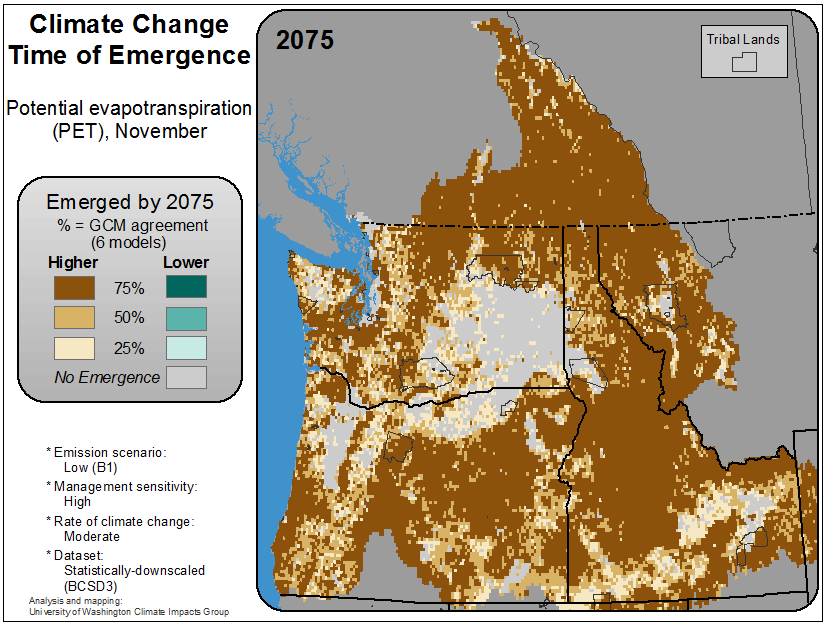 Climate Change
Time of Emergence
Potential evapotranspiration
(PET), November
Emerged by 2075
% = GCM agreement
(6 models)
Higher Lower
75%
50%
25%
No Emergence
* Emission scenario:
Low (B1)
* Management sensitivity:
High
* Rate of climate change:
Moderate
* Dataset:
Statistically-downscaled
(BCSD3)
Analysis and mapping:
University of Washington Climate Impacts Group
2075
Tribal Lands